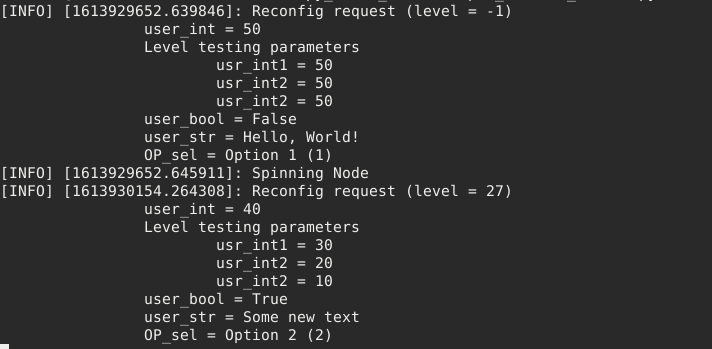 [INFO] [1613929652.639846]: Reconfig request (level = -1)
user_int = 50
Level testing parameters
usr_int1 = 50
usr_int2 = 50
usr_int2 = 50
user_bool = False
user_str = Hello, World!
OP_sel = Option 1 (1)
[INFO] [1613929652.645911]: Spinning Node
[INFO] [1613930154.264308]: Reconfig request (level = 27)
user_int = 40
Level testing parameters
usr_int1 = 30
usr_int2 = 20
usr_int2 = 10
user_bool = True
user_str = Some new text
OP_sel = Option 2 (2)